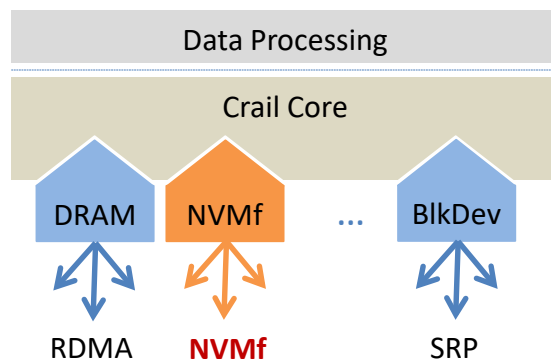 Data Processing
Crail Core
DRAM NVMf ... BlkDev
RDMA NVMf SRP